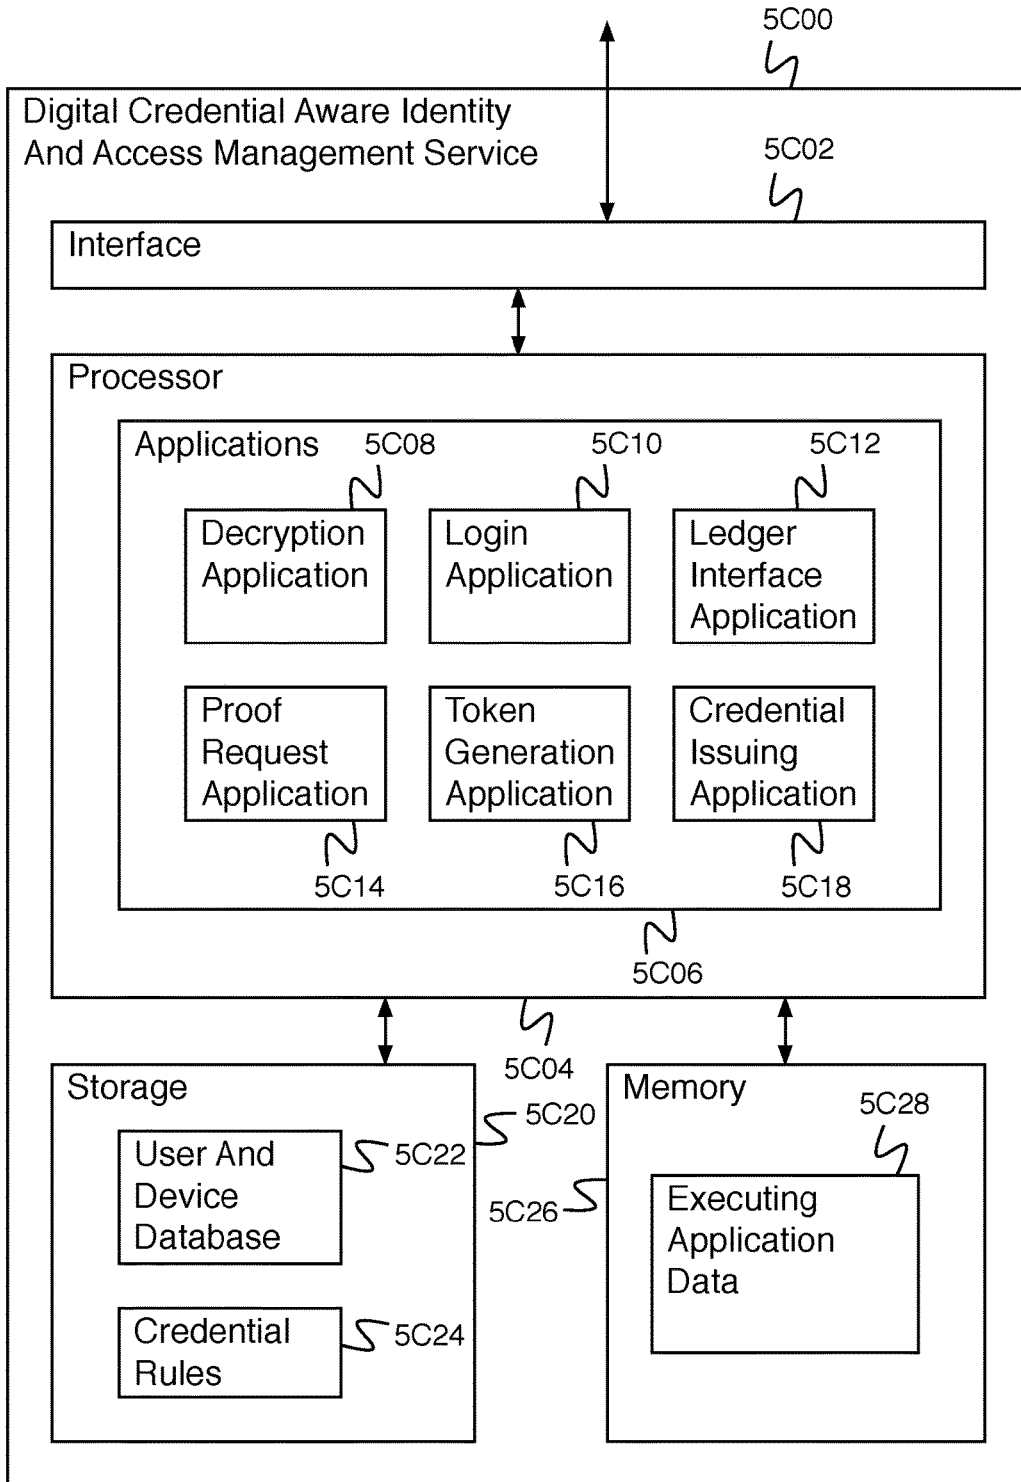 5C00
Digital Credential Aware Identity
And Access Management Service
5C02
Interface
Processor
Applications
5C08
5C10
5C12
Decryption
Application
Login
Application
Ledger
Interface
Application
Proof
Request
Application
Token
Generation
Application
Credential
Issuing
Application
5C14
5C16
5C18
5C06
5C04
Storage
5C20
User And
Device
Database
5C22
Credential
Rules
5C24
Memory
5C26
5C28
Executing
Application
Data